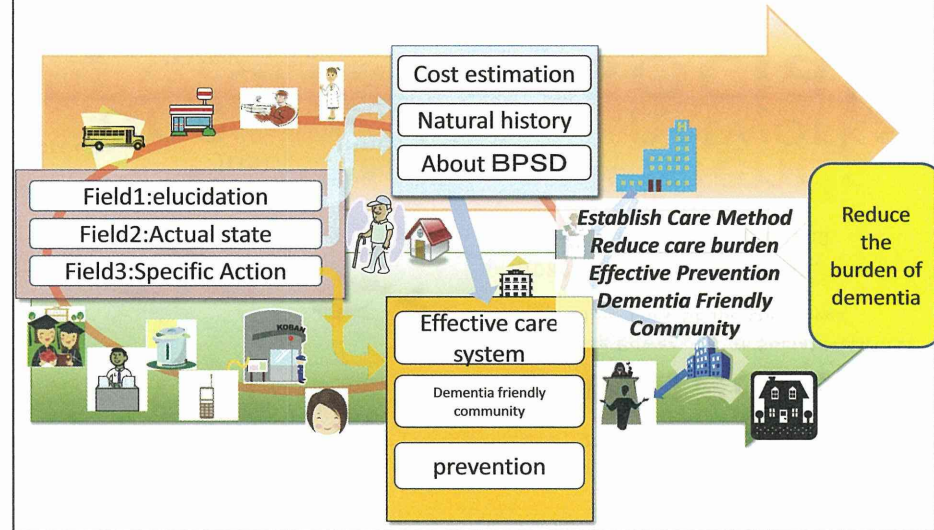 Cost estimation
Natural history
About BPSD
Field1:elucidation
Field2:Actual state
Field3:Specific Action
H
Establish Care Method
Reduce care burden
Effective Prevention
Dementia Friendly
Community
Reduce
the
burden of
dementia
KOBAN
Effective care
system
Dementia friendly
community
prevention